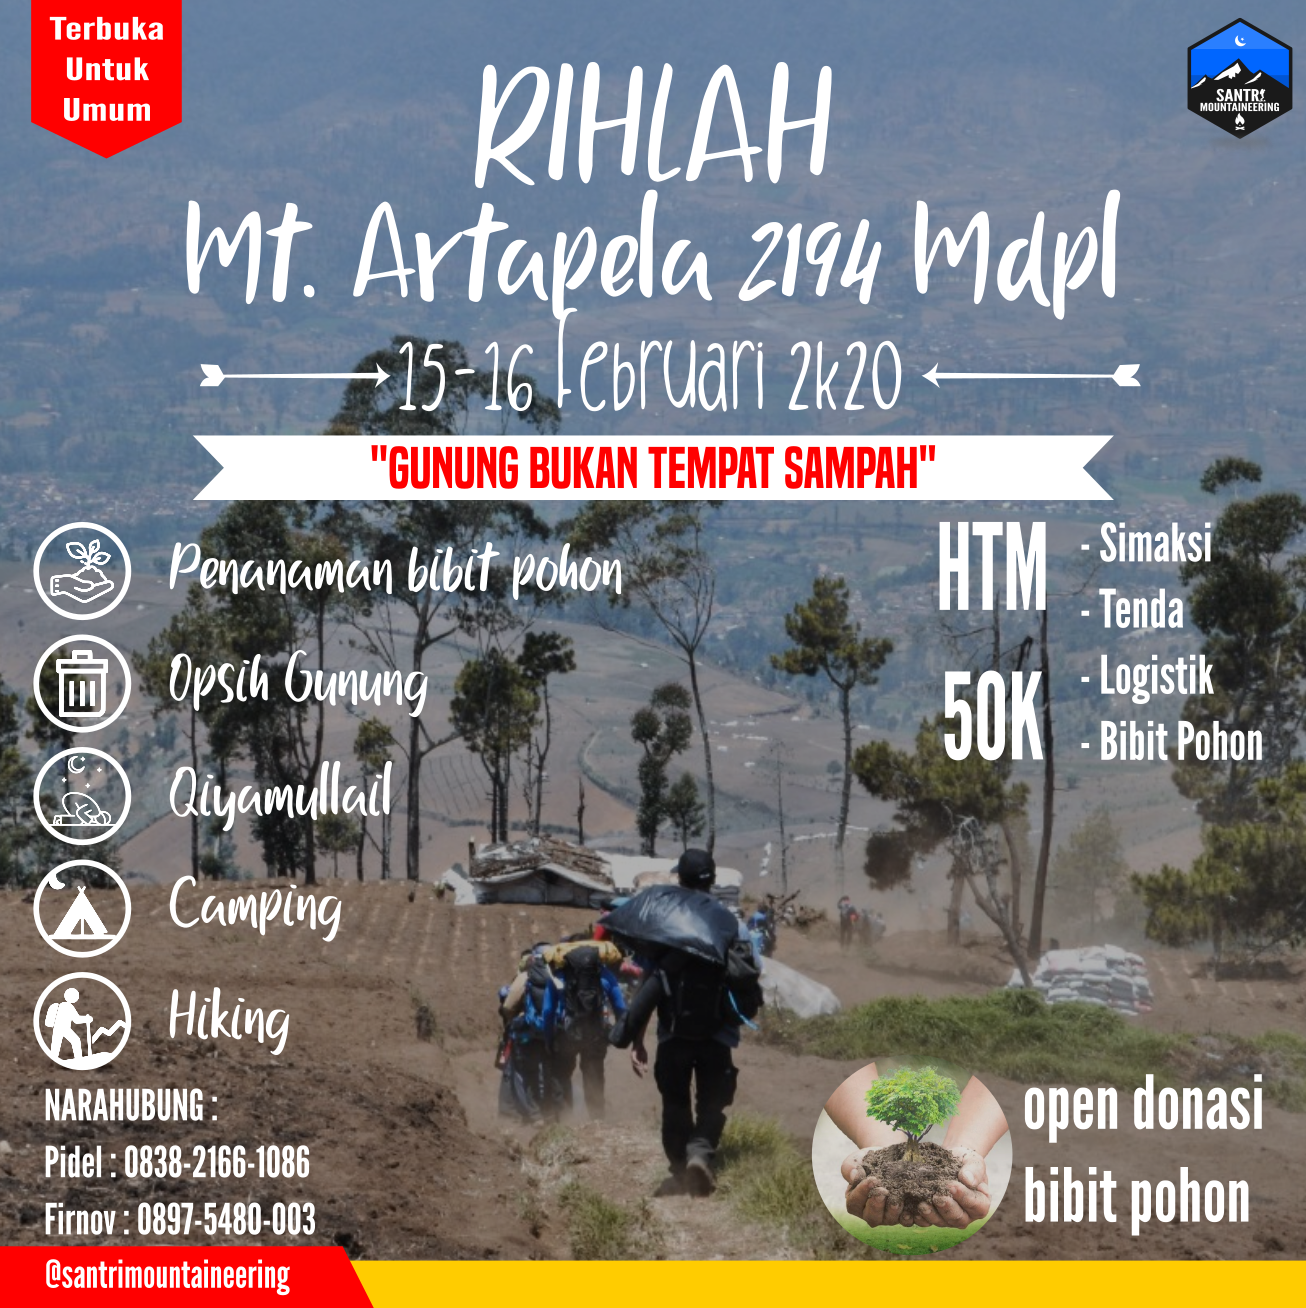 Terbuka
Untuk
Umum
SANTRI
MOUNTAINEERING
RIHLAH
Mt. Artapela 2194 Mdpl
15-16 Februari 2k20
"GUNUNG BUKAN TEMPAT SAMPAH"
Penanaman bibit pohon
Opsih Gunung
Qiyamullail
Camping
Hiking
HTM
50K
- Simaksi
- Tenda
- Logistik
- Bibit Pohon
NARAHUBUNG :
Pidel : 0838-2166-1086
Firnov : 0897-5480-003
@santrimountaineering
open donasi
bibit pohon